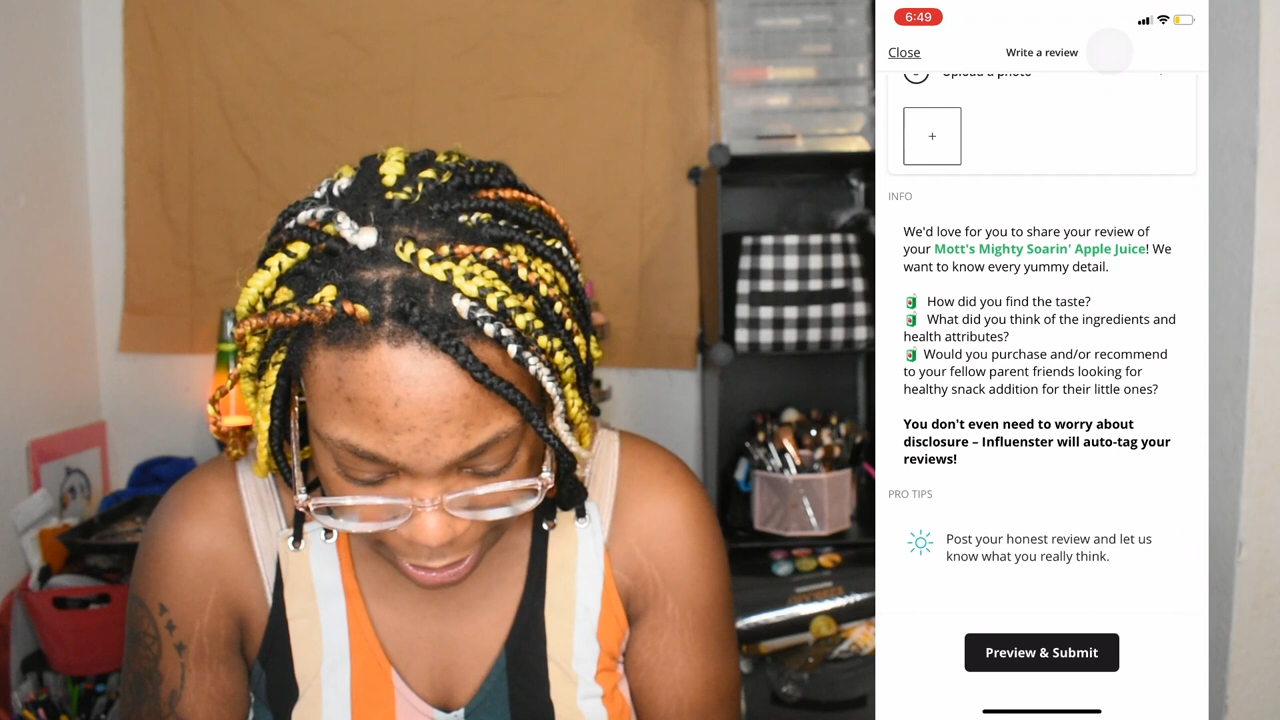 6:49
Close
Write a review
Upload a photo
+
INFO
We'd love for you to share your review of
your Mott's Mighty Soarin' Apple Juice! We
want to know every yummy detail.
🧃 How did you find the taste?
🧃 What did you think of the ingredients and
health attributes?
🧃 Would you purchase and/or recommend
to your fellow parent friends looking for
healthy snack addition for their little ones?
You don't even need to worry about
disclosure – Influenster will auto-tag your
reviews!
PRO TIPS
Post your honest review and let us
know what you really think.
Preview & Submit